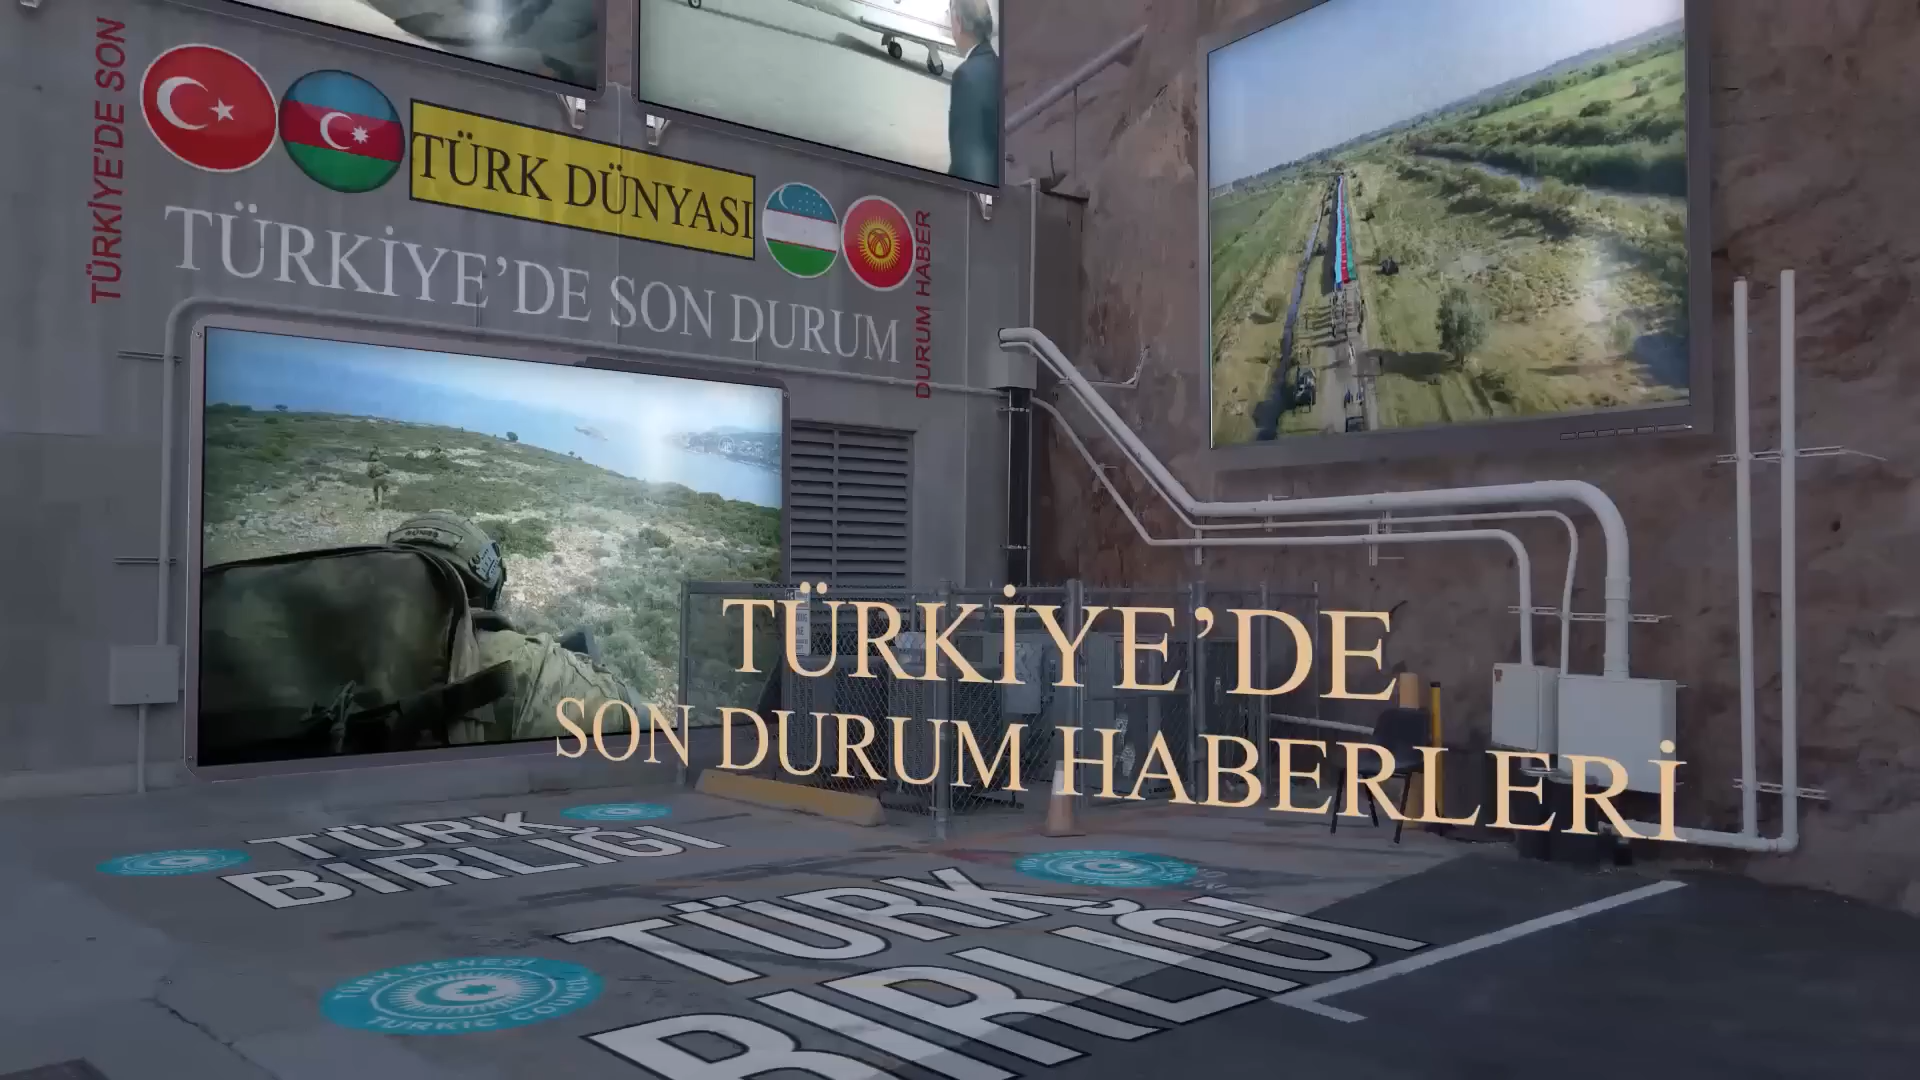 TÜRKİYE'DE SON
TÜRK DÜNYASI
TÜRKİYE'DE SON DURUM
DURUM HABER
TÜRKİYE'DE
SON DURUM HABERLERİ
TÜRK
BIRLIĞI
TÜRK
BIRLIĞI
TÜRK KENESI
TURKIC COUNCIL